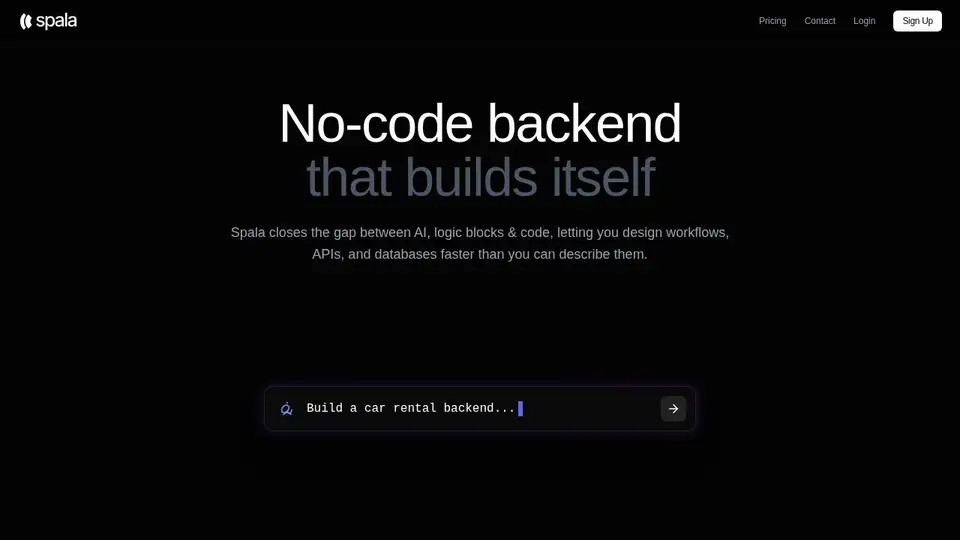 spala
Pricing
Contact
Login
Sign Up
No-code backend
that builds itself
Spala closes the gap between AI, logic blocks & code, letting you design workflows,
APIs, and databases faster than you can describe them.
Build a car rental backend...